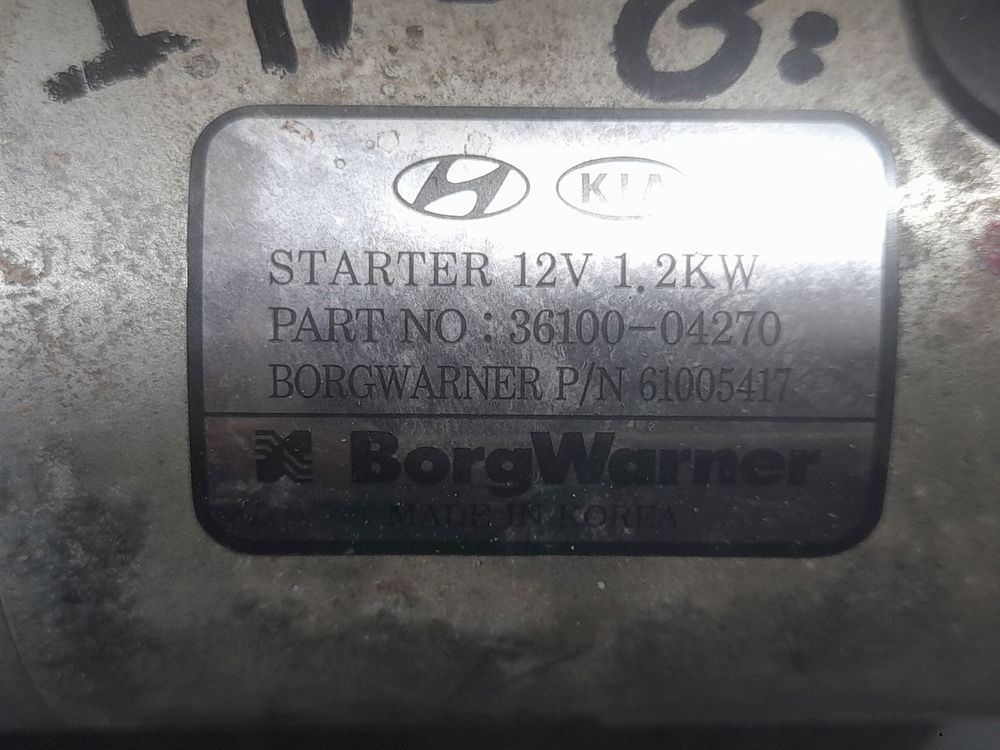 KIA
STARTER 12V 1.2KW
PART NO : 36100-04270
BORGWARNER P/N 61005417
BorgWarner
MADE IN KOREA